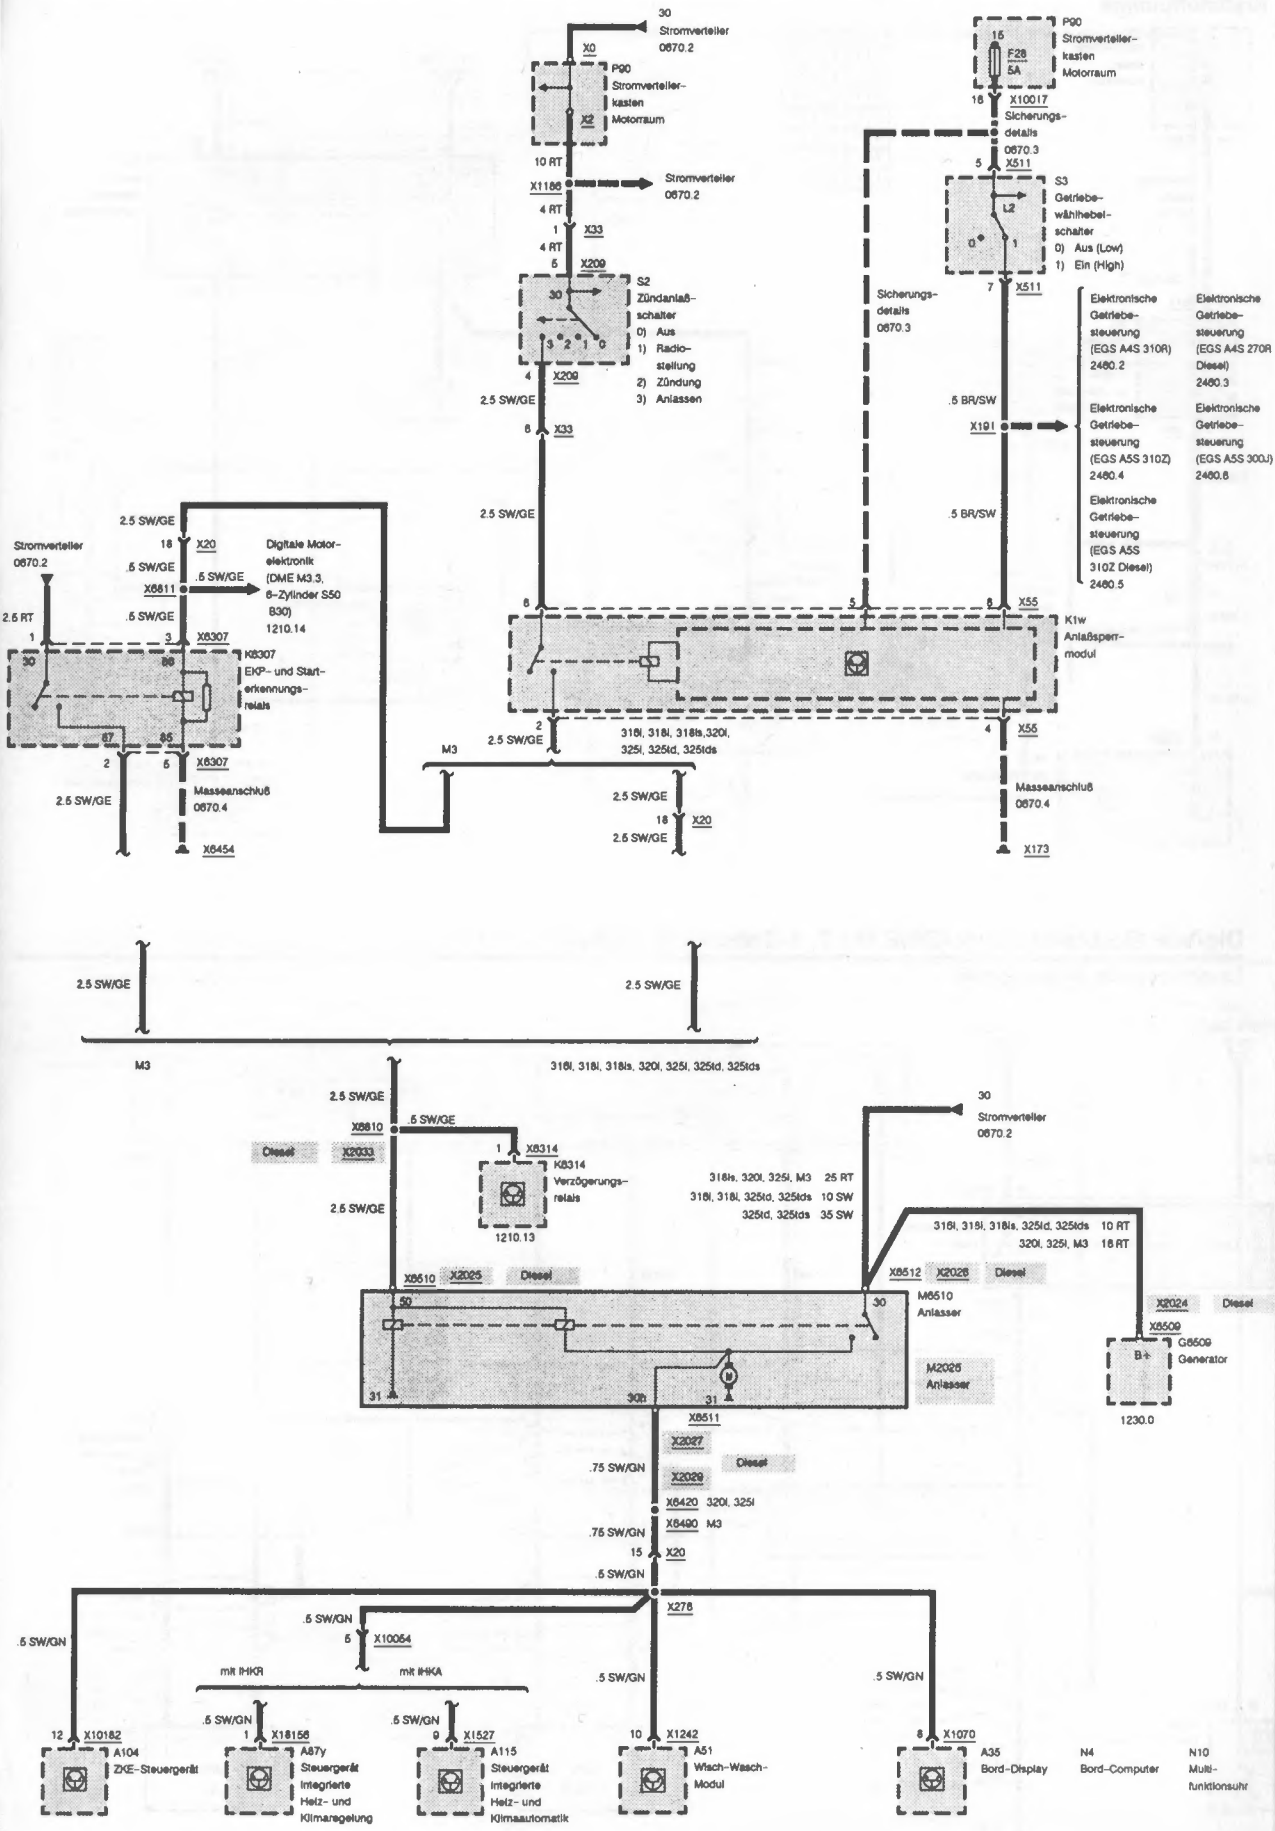 30
Stromverteiler
0670.2
X0
P90
Stromverteiler-
kasten
Motorraum
X2
10 RT
X1186
Stromverteiler
0670.2
4 RT
1 X33
4 RT
5 X209
S2
Zündanlaß-
schalter
0) Aus
1) Radio-
stellung
2) Zündung
3) Anlassen
30
3 2 1 0
4 X209
2.5 SW/GE
6 X33
2.5 SW/GE
P90
Stromverteiler-
kasten
Motorraum
15
F28
5A
16 X10017
Sicherungs-
details
0670.3
5 X511
S3
Getriebe-
wählhebel-
schalter
0) Aus (Low)
1) Ein (High)
L2
0 1
7 X511
Sicherungs-
details
0670.3
.5 BR/SW
X191
.5 BR/SW
Elektronische
Getriebe-
steuerung
(EGS A4S 310R)
2460.2
Elektronische
Getriebe-
steuerung
(EGS A4S 270R
Diesel)
2460.3
Elektronische
Getriebe-
steuerung
(EGS A5S 310Z)
2460.4
Elektronische
Getriebe-
steuerung
(EGS A5S 300J)
2460.6
Elektronische
Getriebe-
steuerung
(EGS A5S
310Z Diesel)
2460.5
2.5 SW/GE
18 X20
.5 SW/GE
X6811
.5 SW/GE
.5 SW/GE
Digitale Motor-
elektronik
(DME M3.3,
6-Zylinder S50
B30)
1210.14
Stromverteiler
0670.2
2.5 RT
1 3 X6307
30 86
K6307
EKP- und Start-
erkennungs-
relais
87 85
2 5 X6307
2.5 SW/GE
Masseanschluß
0670.4
X6454
6 5 6 X55
K1w
Anlaßsperr-
modul
2 4 X55
2.5 SW/GE
316i, 318i, 318is,320i,
325i, 325td, 325tds
M3
2.5 SW/GE
18 X20
2.5 SW/GE
Masseanschluß
0670.4
X173
2.5 SW/GE
2.5 SW/GE
M3
316i, 318i, 318is, 320i, 325i, 325td, 325tds
2.5 SW/GE
X6810
.5 SW/GE
Diesel X2033
1 X6314
K6314
Verzögerungs-
relais
1210.13
2.5 SW/GE
30
Stromverteiler
0670.2
318is, 320i, 325i, M3 25 RT
316i, 318i, 325td, 325tds 10 SW
325td, 325tds 35 SW
316i, 318i, 318is, 325td, 325tds 10 RT
320i, 325i, M3 16 RT
X6510 X2025 Diesel
X6512 X2026 Diesel
M6510
Anlasser
M2025
Anlasser
50 30
31 30h 31
M
X2024 Diesel
X6509
B+
G6509
Generator
1230.0
X6511
X2027
X2029
Diesel
.75 SW/GN
X6420 320i, 325i
X6490 M3
.75 SW/GN
15 X20
.5 SW/GN
X276
.5 SW/GN
.5 SW/GN
5 X10054
mit IHKR mit IHKA
.5 SW/GN
.5 SW/GN
.5 SW/GN
.5 SW/GN
12 X10182
A104
ZKE-Steuergerät
1 X18156
A87y
Steuergerät
Integrierte
Heiz- und
Klimaregelung
9 X1527
A115
Steuergerät
Integrierte
Heiz- und
Klimaautomatik
10 X1242
A51
Wisch-Wasch-
Modul
8 X1070
A35
Bord-Display
N4
Bord-Computer
N10
Multi-
funktionsuhr